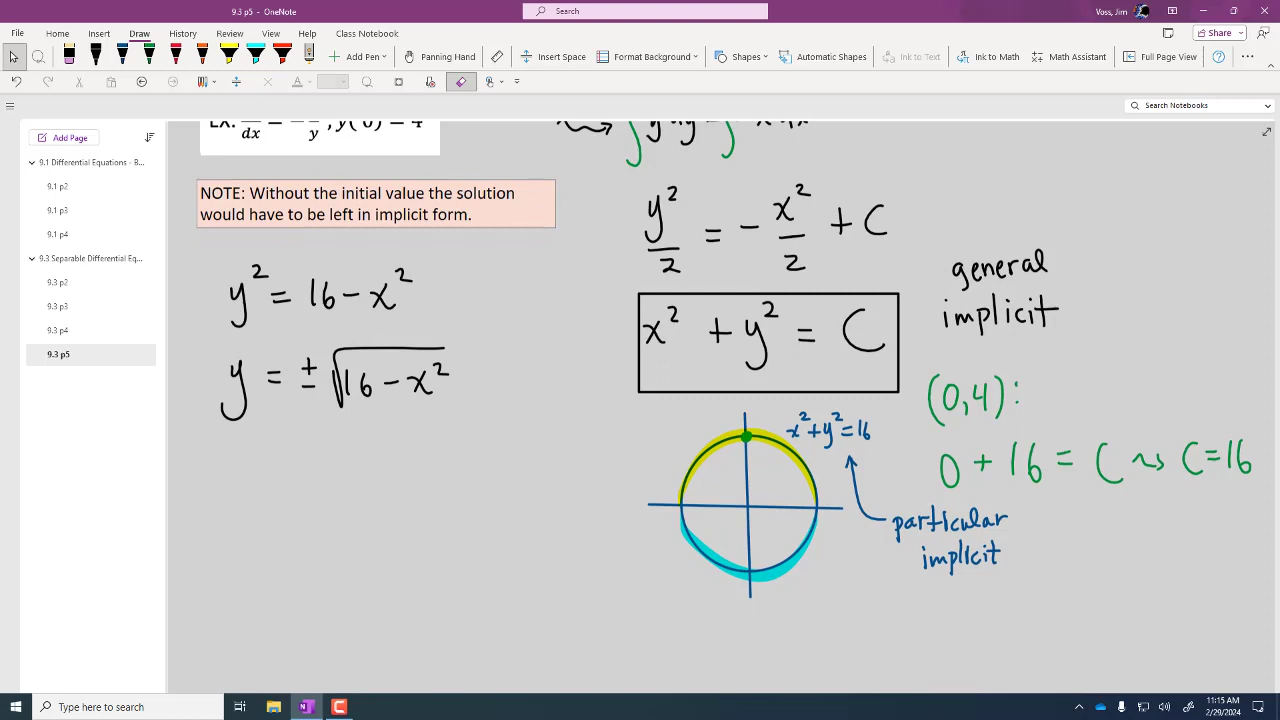 9.3 p5 - OneNote
Search
Voss, Jim
File Home Insert Draw History Review View Help Class Notebook
Share
Add Pen
Panning Hand
Insert Space
Format Background
Shapes
Automatic Shapes
Ink to Text
Ink to Math
Math Assistant
Full Page View
Search Notebooks
Add Page
9.1 Differential Equations - B...
9.1 p2
9.1 p3
9.1 p4
9.3 Separable Differential Eq...
9.3 p2
9.3 p3
9.3 p4
9.3 p5
dx = − y , y(0) = 4
NOTE: Without the initial value the solution
would have to be left in implicit form.
y² = 16 − x²
y = ± √16 − x²
y²/2 = − x²/2 + C
x² + y² = C
general
implicit
(0,4):
0 + 16 = C ⇝ C = 16
x² + y² = 16
particular
implicit
Type here to search
11:15 AM
2/29/2024